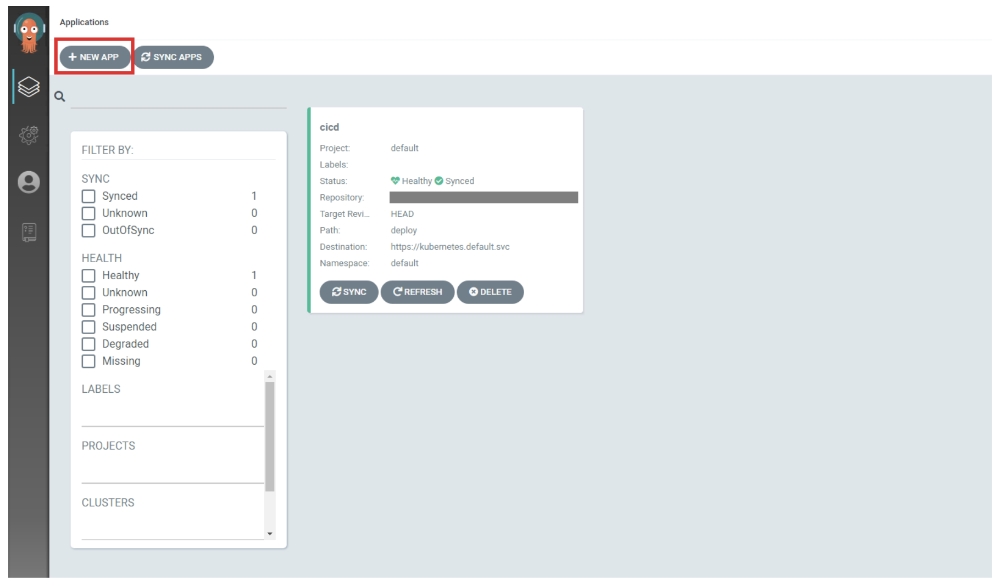 Applications
NEW APP
SYNC APPS
FILTER BY:
SYNC
Synced 1
Unknown 0
OutOfSync 0
HEALTH
Healthy 1
Unknown 0
Progressing 0
Suspended 0
Degraded 0
Missing 0
LABELS
PROJECTS
CLUSTERS
cicd
Project: default
Labels:
Status: Healthy Synced
Repository:
Target Revi... HEAD
Path: deploy
Destination: https://kubernetes.default.svc
Namespace: default
SYNC REFRESH DELETE